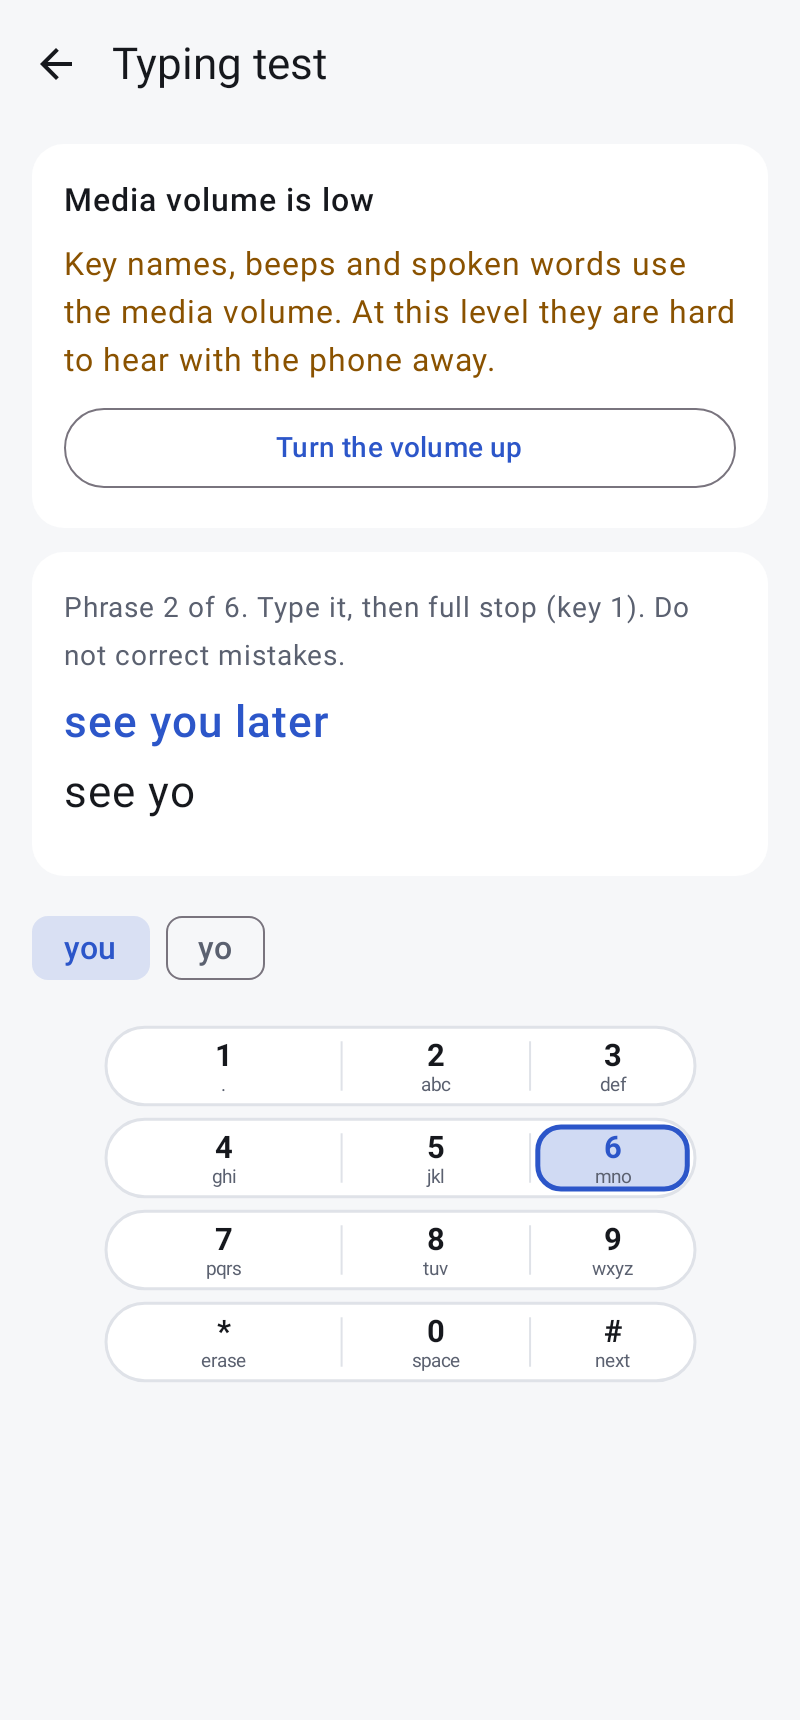 Typing test
Media volume is low
Key names, beeps and spoken words use
the media volume. At this level they are hard
to hear with the phone away.
Turn the volume up
Phrase 2 of 6. Type it, then full stop (key 1). Do
not correct mistakes.
see you later
see yo
you yo
1 2 3
. abc def
4 5 6
ghi jkl mno
7 8 9
pqrs tuv wxyz
* 0 #
erase space next